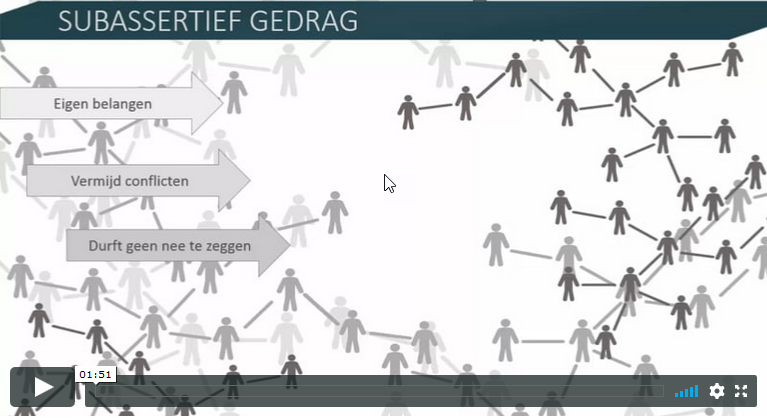 SUBASSERTIEF GEDRAG
Eigen belangen
Vermijd conflicten
Durft geen nee te zeggen
01:51